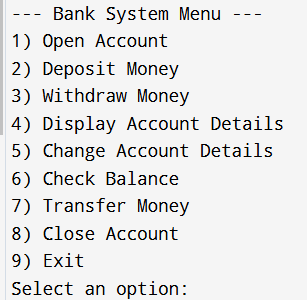 --- Bank System Menu ---
1) Open Account
2) Deposit Money
3) Withdraw Money
4) Display Account Details
5) Change Account Details
6) Check Balance
7) Transfer Money
8) Close Account
9) Exit
Select an option: